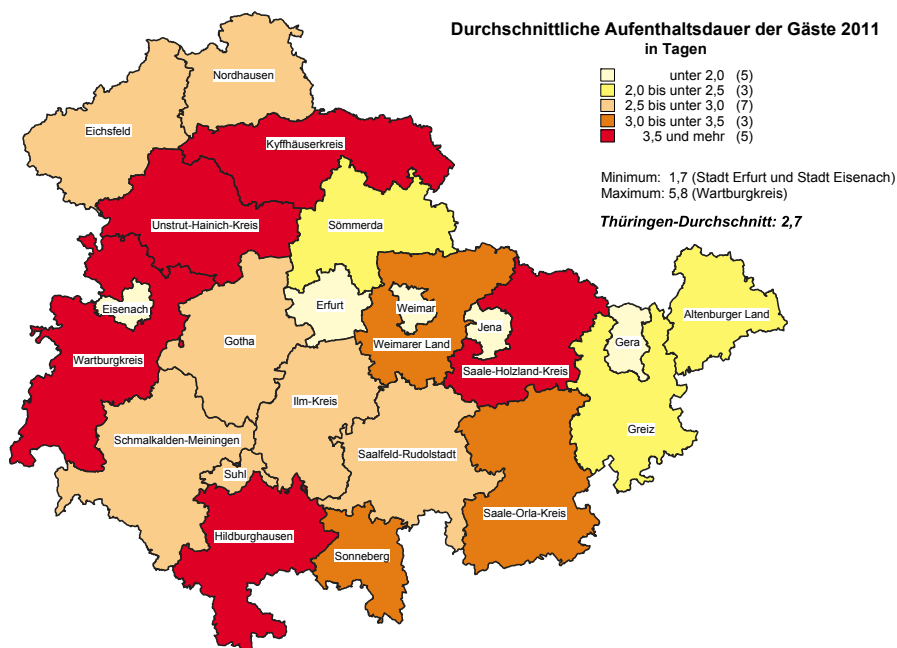 Durchschnittliche Aufenthaltsdauer der Gäste 2011
in Tagen
unter 2,0 (5)
2,0 bis unter 2,5 (3)
2,5 bis unter 3,0 (7)
3,0 bis unter 3,5 (3)
3,5 und mehr (5)
Minimum: 1,7 (Stadt Erfurt und Stadt Eisenach)
Maximum: 5,8 (Wartburgkreis)
Thüringen-Durchschnitt: 2,7
Nordhausen
Eichsfeld
Kyffhäuserkreis
Unstrut-Hainich-Kreis
Sömmerda
Eisenach
Erfurt
Weimar
Jena
Altenburger Land
Gotha
Weimarer Land
Gera
Wartburgkreis
Saale-Holzland-Kreis
Ilm-Kreis
Greiz
Schmalkalden-Meiningen
Saalfeld-Rudolstadt
Suhl
Saale-Orla-Kreis
Hildburghausen
Sonneberg